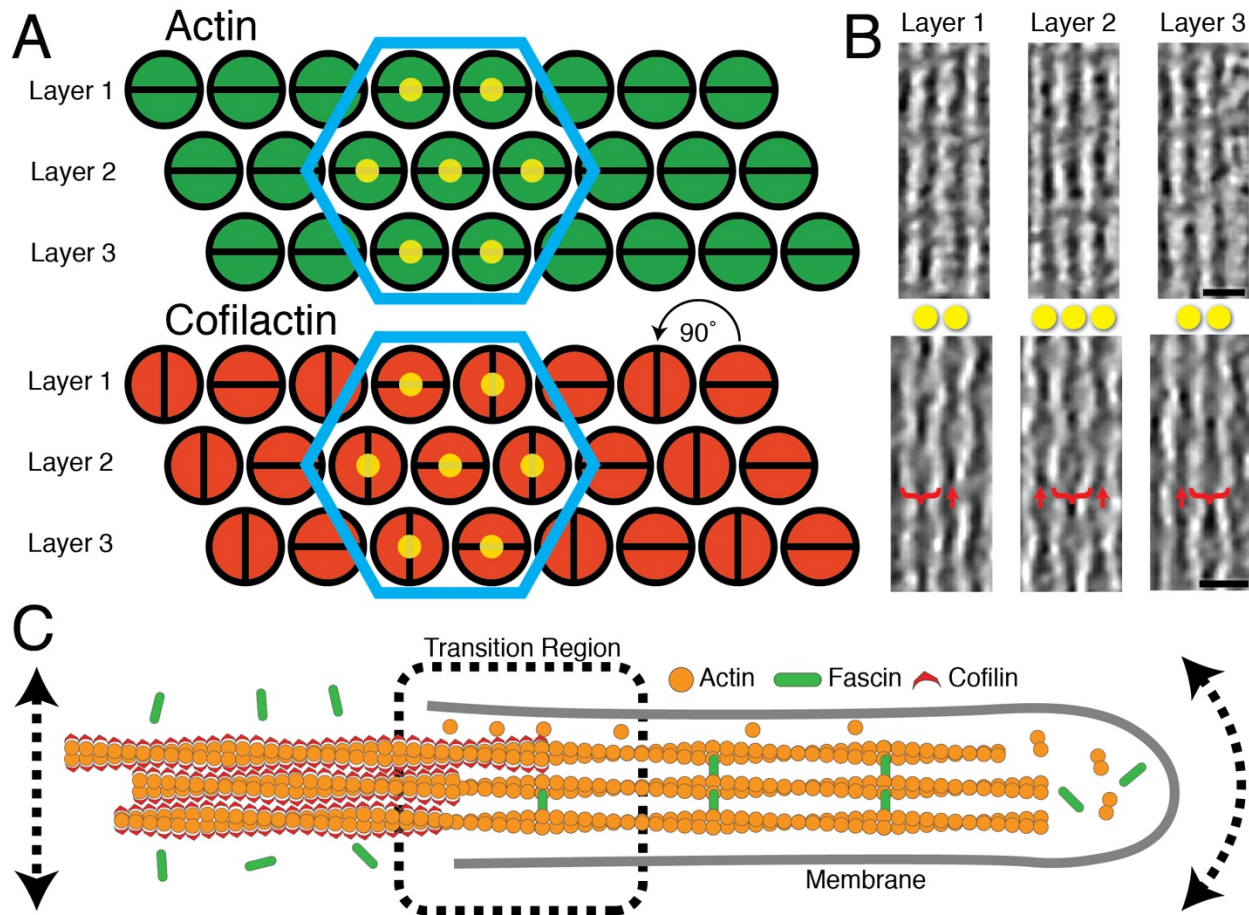 A
Actin
Layer 1
Layer 2
Layer 3
Cofilactin
90°
Layer 1
Layer 2
Layer 3
B
Layer 1
Layer 2
Layer 3
C
Transition Region
Actin
Fascin
Cofilin
Membrane